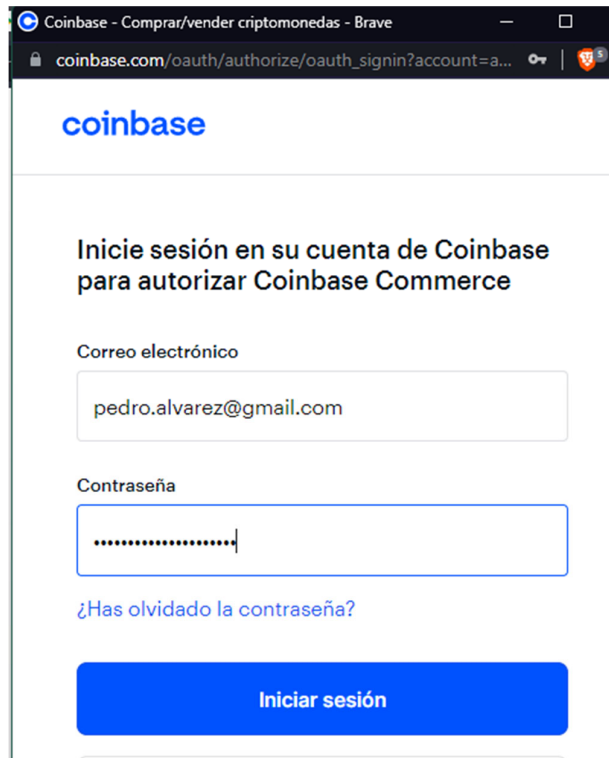 Coinbase - Comprar/vender criptomonedas - Brave
coinbase.com/oauth/authorize/oauth_signin?account=a...
5
coinbase
Inicie sesión en su cuenta de Coinbase
para autorizar Coinbase Commerce
Correo electrónico
pedro.alvarez@gmail.com
Contraseña
•••••••••••••••••••••
¿Has olvidado la contraseña?
Iniciar sesión